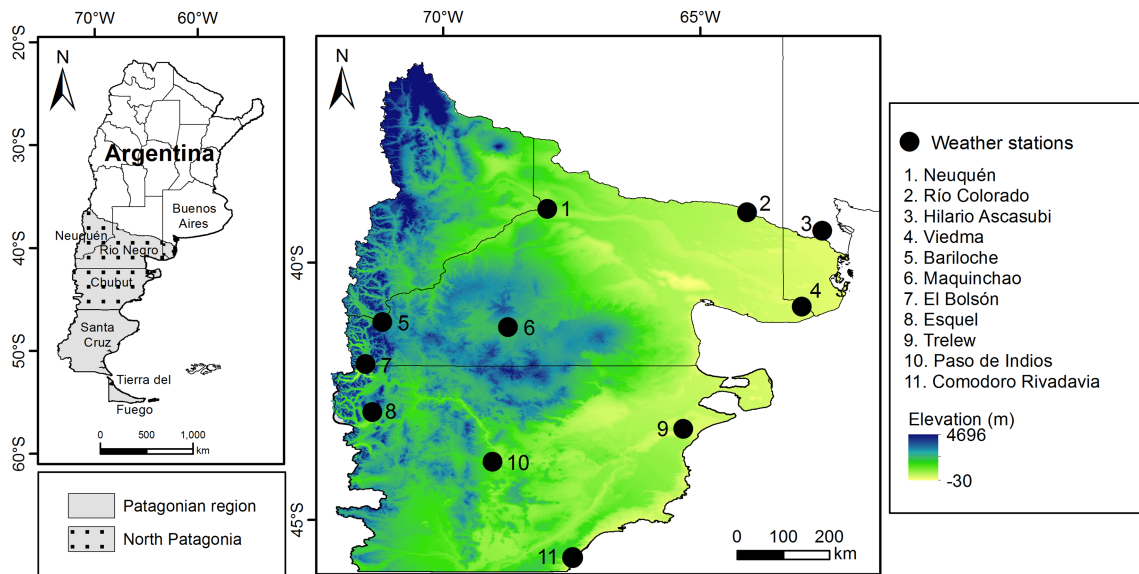 70°W 60°W
20°S
30°S
40°S
50°S
60°S
N
Argentina
Buenos
Aires
Neuquén
Rio Negro
Chubut
Santa
Cruz
Tierra del
Fuego
0 500 1,000
km
Patagonian region
North Patagonia
70°W 65°W
40°S
45°S
N
1
2
3
4
5
6
7
8
9
10
11
0 100 200
km
Weather stations
1. Neuquén
2. Río Colorado
3. Hilario Ascasubi
4. Viedma
5. Bariloche
6. Maquinchao
7. El Bolsón
8. Esquel
9. Trelew
10. Paso de Indios
11. Comodoro Rivadavia
Elevation (m)
4696
-30